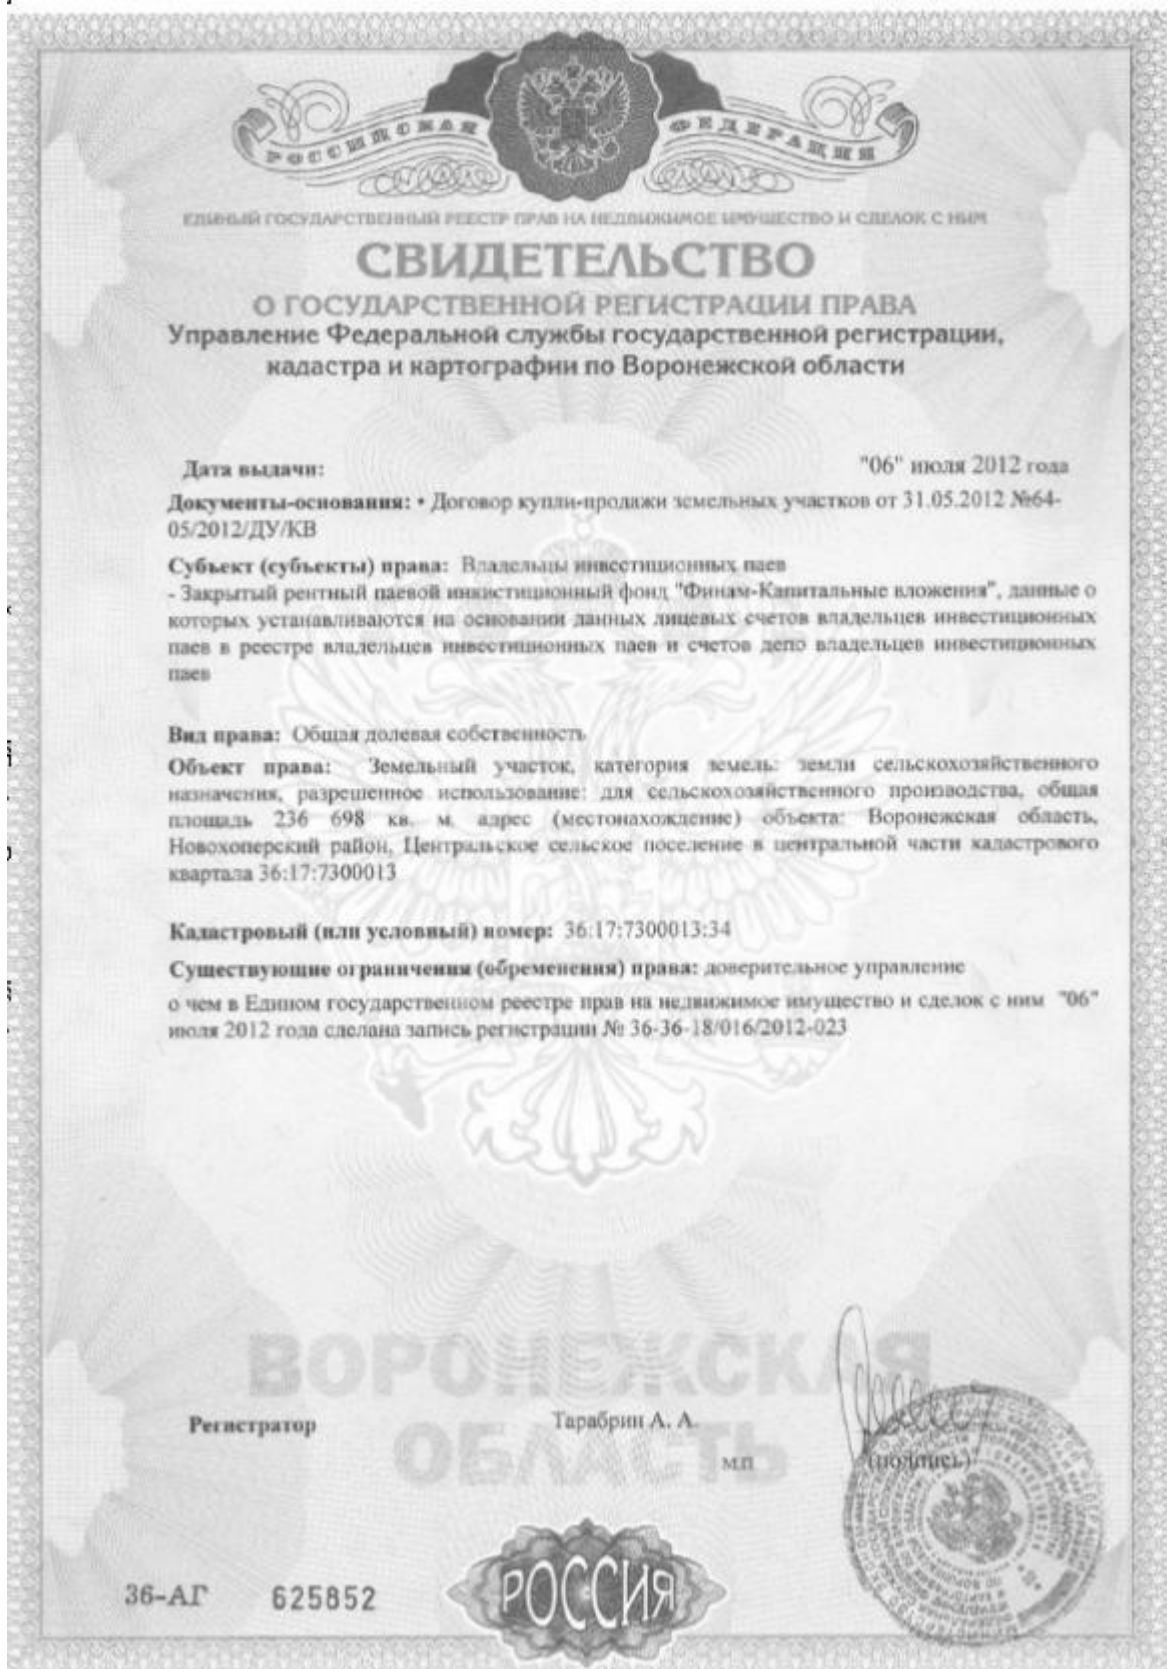 РОССИЙСКАЯ ФЕДЕРАЦИЯ
ЕДИНЫЙ ГОСУДАРСТВЕННЫЙ РЕЕСТР ПРАВ НА НЕДВИЖИМОЕ ИМУЩЕСТВО И СДЕЛОК С НИМ
СВИДЕТЕЛЬСТВО
О ГОСУДАРСТВЕННОЙ РЕГИСТРАЦИИ ПРАВА
Управление Федеральной службы государственной регистрации,
кадастра и картографии по Воронежской области
Дата выдачи: "06" июля 2012 года
Документы-основания: • Договор купли-продажи земельных участков от 31.05.2012 №64-
05/2012/ДУ/КВ
Субъект (субъекты) права: Владельцы инвестиционных паев
- Закрытый рентный паевой инвестиционный фонд "Финам-Капитальные вложения", данные о
которых устанавливаются на основании данных лицевых счетов владельцев инвестиционных
паев в реестре владельцев инвестиционных паев и счетов депо владельцев инвестиционных
паев
Вид права: Общая долевая собственность
Объект права: Земельный участок, категория земель: земли сельскохозяйственного
назначения, разрешенное использование: для сельскохозяйственного производства, общая
площадь 236 698 кв. м, адрес (местонахождение) объекта: Воронежская область,
Новохоперский район, Центральское сельское поселение в центральной части кадастрового
квартала 36:17:7300013
Кадастровый (или условный) номер: 36:17:7300013:34
Существующие ограничения (обременения) права: доверительное управление
о чем в Едином государственном реестре прав на недвижимое имущество и сделок с ним "06"
июля 2012 года сделана запись регистрации № 36-36-18/016/2012-023
ВОРОНЕЖСКАЯ
ОБЛАСТЬ
Регистратор Тарабрин А. А.
м.п (подпись)
36-АГ 625852
РОССИЯ